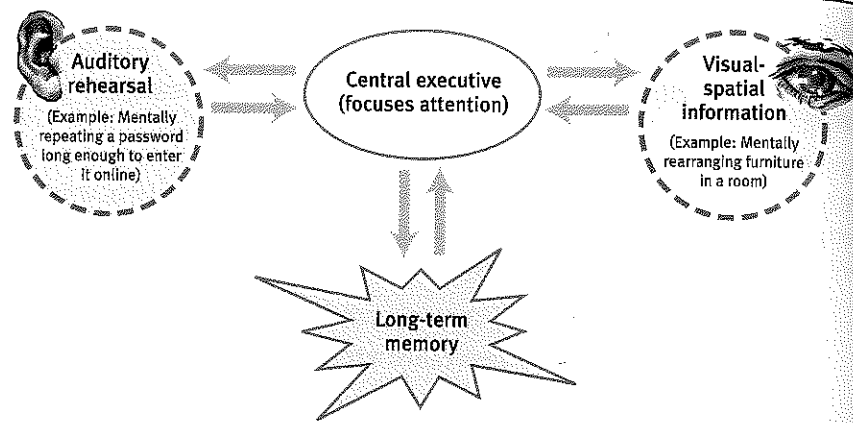 Auditory
rehearsal
(Example: Mentally
repeating a password
long enough to enter
it online)
Central executive
(focuses attention)
Visual-
spatial
information
(Example: Mentally
rearranging furniture
in a room)
Long-term
memory